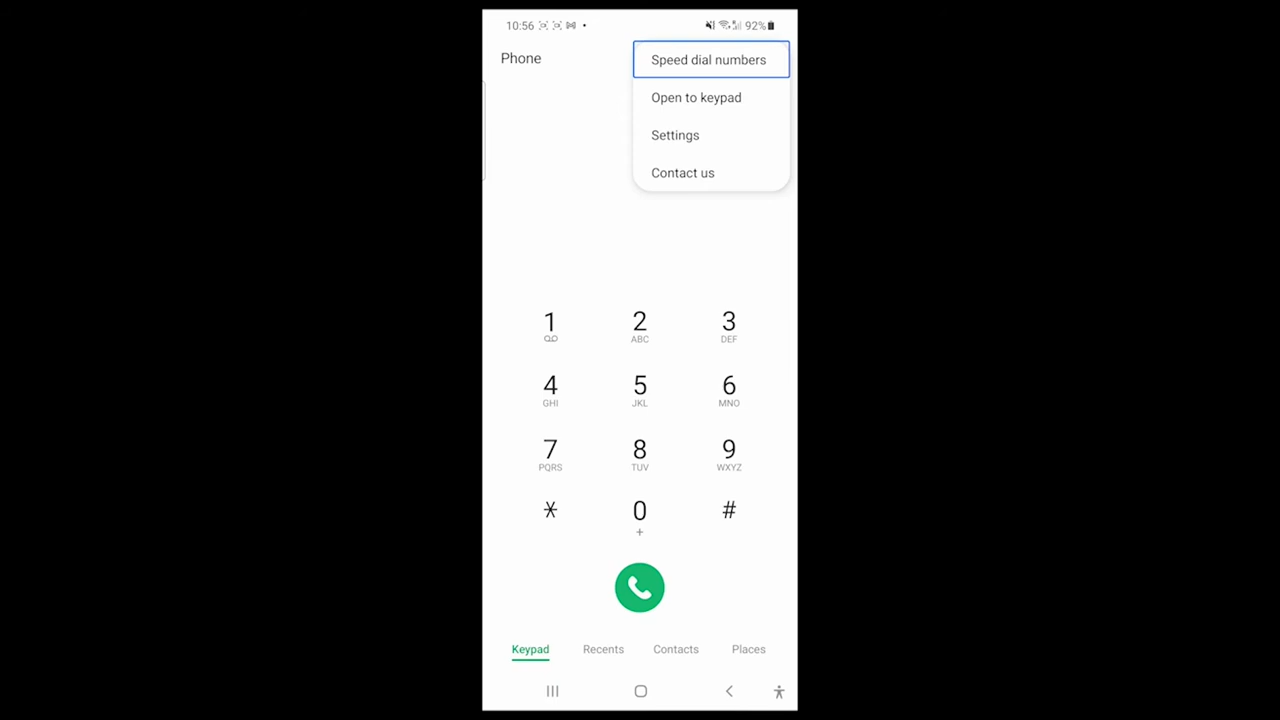 10:56 92%
Phone
Speed dial numbers
Open to keypad
Settings
Contact us
1 2 3
ABC DEF
4 5 6
GHI JKL MNO
7 8 9
PQRS TUV WXYZ
* 0 #
+
Keypad Recents Contacts Places